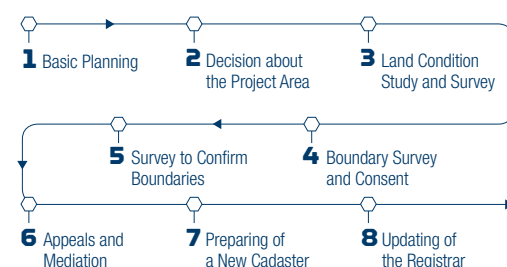 1 Basic Planning
2 Decision about
the Project Area
3 Land Condition
Study and Survey
4 Boundary Survey
and Consent
5 Survey to Confirm
Boundaries
6 Appeals and
Mediation
7 Preparing of
a New Cadaster
8 Updating of
the Registrar